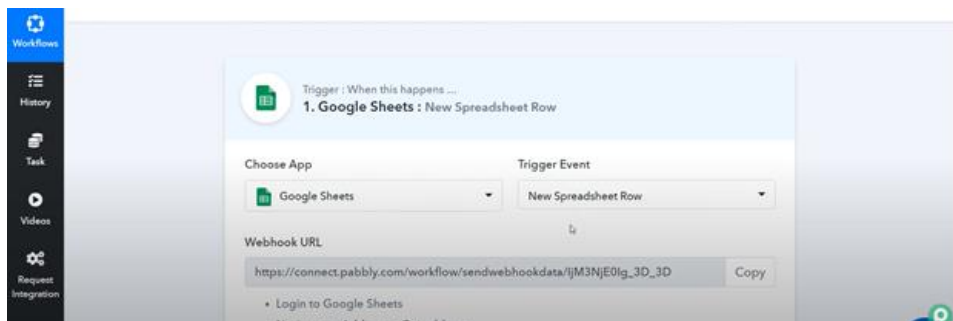 Workflows
History
Task
Videos
Request
Integration
Trigger : When this happens ...
1. Google Sheets : New Spreadsheet Row
Choose App
Trigger Event
Google Sheets
New Spreadsheet Row
Webhook URL
https://connect.pabbly.com/workflow/sendwebhookdata/IjM3NjE0Ig_3D_3D
Copy
• Login to Google Sheets